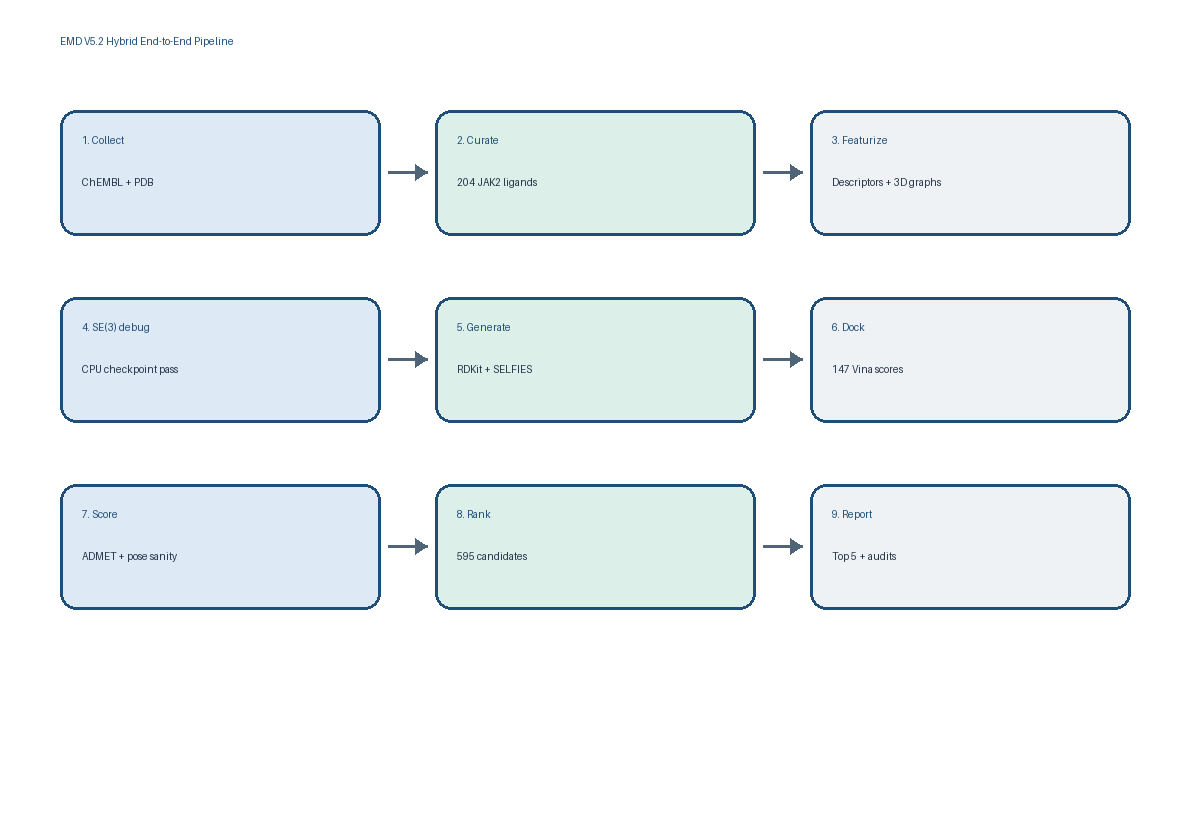 EMD V5.2 Hybrid End-to-End Pipeline
1. Collect
ChEMBL + PDB
2. Curate
204 JAK2 ligands
3. Featurize
Descriptors + 3D graphs
4. SE(3) debug
CPU checkpoint pass
5. Generate
RDKit + SELFIES
6. Dock
147 Vina scores
7. Score
ADMET + pose sanity
8. Rank
595 candidates
9. Report
Top 5 + audits